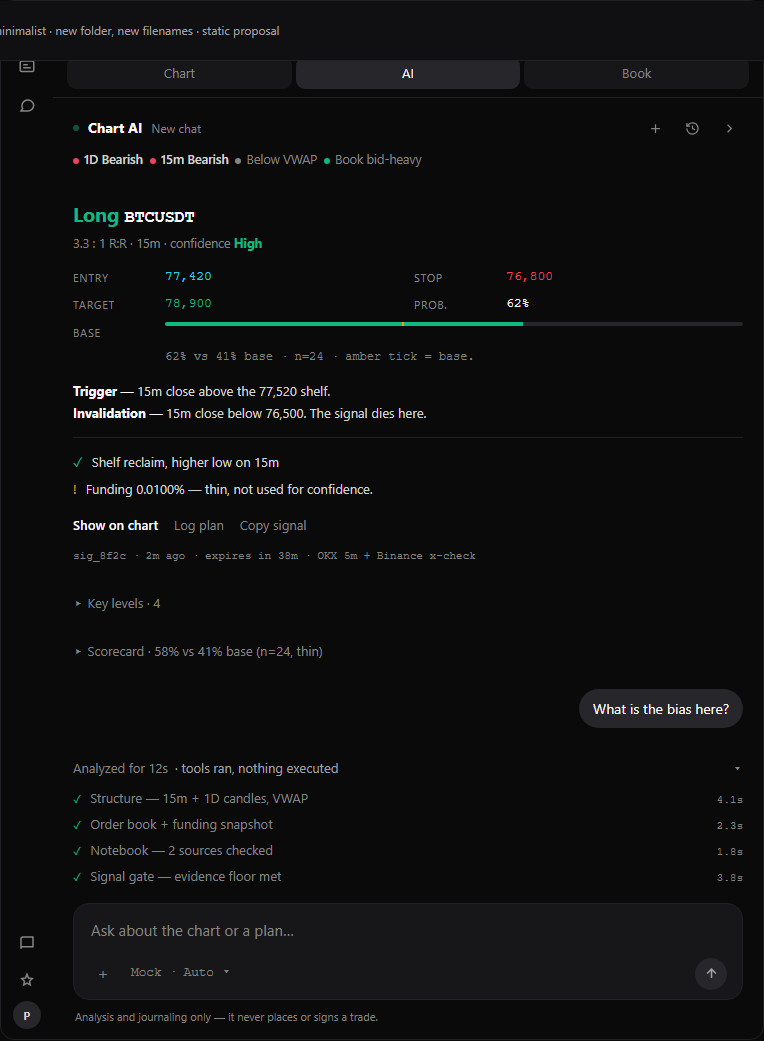 minimalist · new folder, new filenames · static proposal
Chart
AI
Book
Chart AI New chat
1D Bearish 15m Bearish Below VWAP Book bid-heavy
Long BTCUSDT
3.3 : 1 R:R · 15m · confidence High
ENTRY 77,420 STOP 76,800
TARGET 78,900 PROB. 62%
BASE
62% vs 41% base · n=24 · amber tick = base.
Trigger — 15m close above the 77,520 shelf.
Invalidation — 15m close below 76,500. The signal dies here.
✓ Shelf reclaim, higher low on 15m
! Funding 0.0100% — thin, not used for confidence.
Show on chart Log plan Copy signal
sig_8f2c · 2m ago · expires in 38m · OKX 5m + Binance x-check
▸ Key levels · 4
▸ Scorecard · 58% vs 41% base (n=24, thin)
What is the bias here?
Analyzed for 12s · tools ran, nothing executed
✓ Structure — 15m + 1D candles, VWAP 4.1s
✓ Order book + funding snapshot 2.3s
✓ Notebook — 2 sources checked 1.8s
✓ Signal gate — evidence floor met 3.8s
Ask about the chart or a plan...
+ Mock · Auto ▾
P
Analysis and journaling only — it never places or signs a trade.